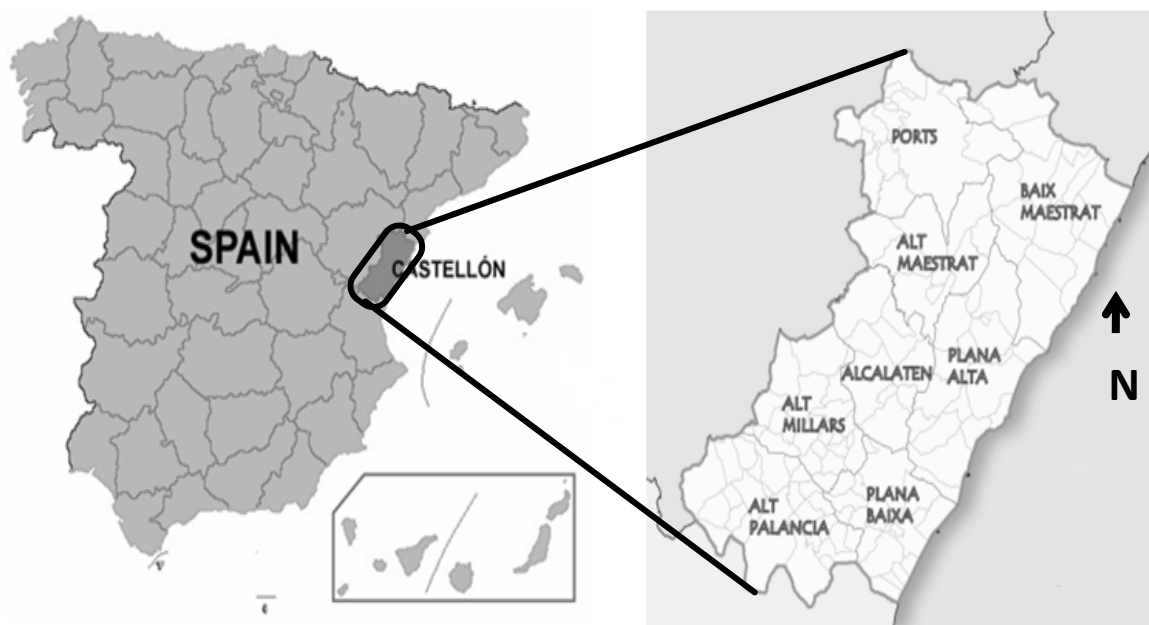 SPAIN
CASTELLÓN
PORTS
BAIX
MAESTRAT
ALT
MAESTRAT
PLANA
ALTA
ALCALATEN
ALT
MILLARS
PLANA
BAIXA
ALT
PALANCIA
N